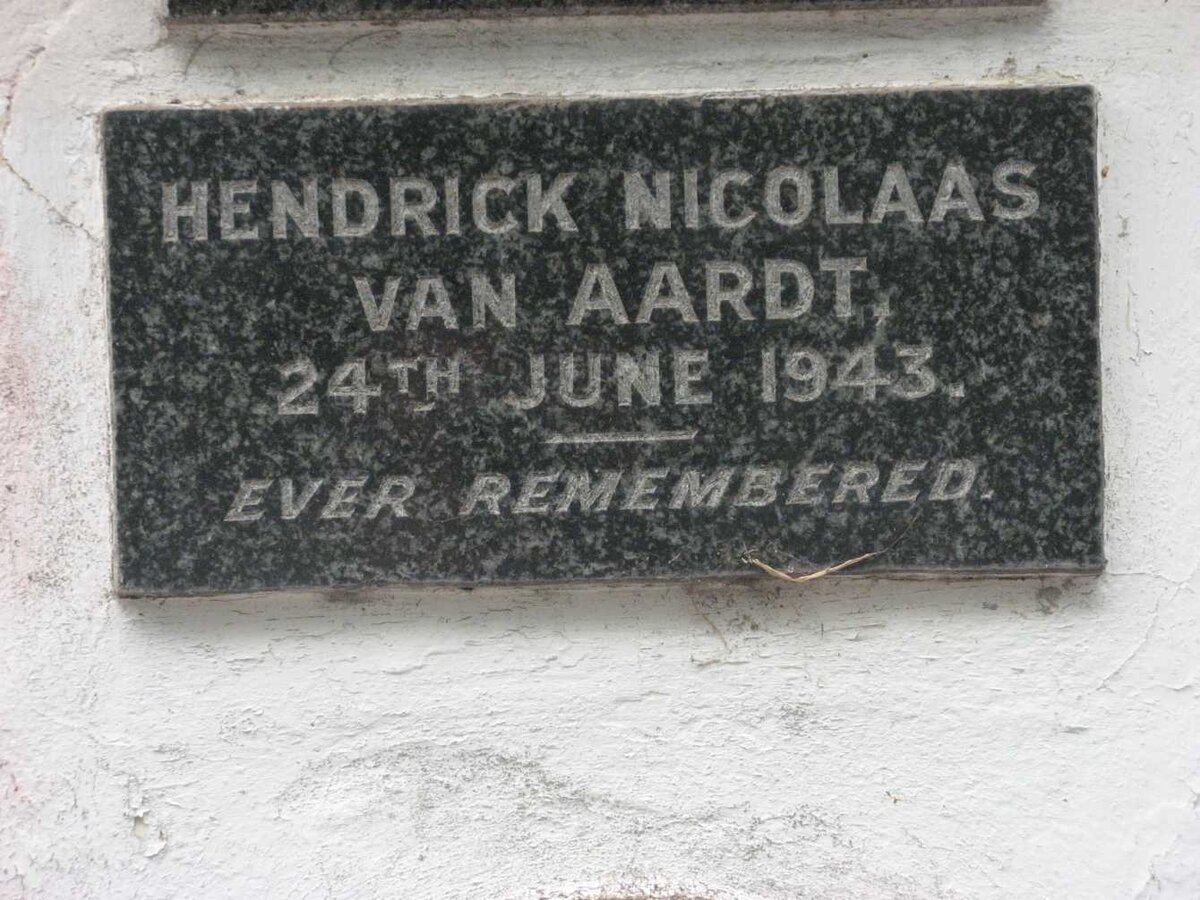 HENDRICK NICOLAAS
VAN AARDT,
24TH JUNE 1943.
EVER REMEMBERED.